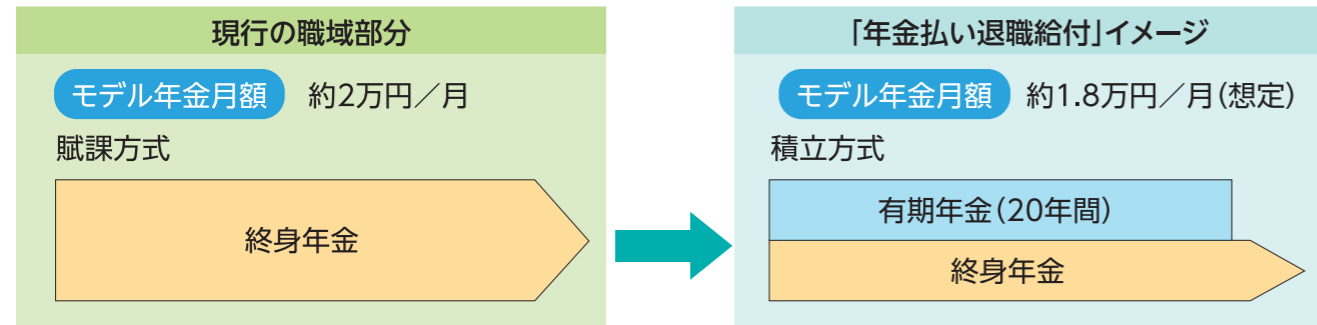 現行の職域部分
モデル年金月額 約2万円／月
賦課方式
終身年金
「年金払い退職給付」イメージ
モデル年金月額 約1.8万円／月(想定)
積立方式
有期年金(20年間)
終身年金